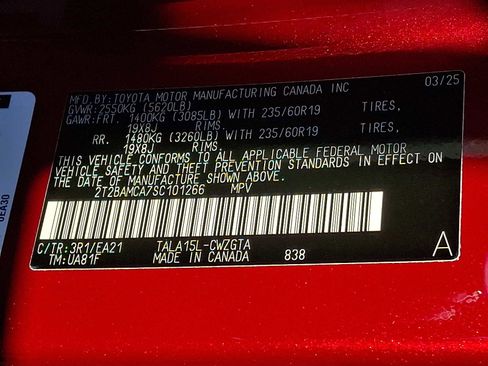 MFD.BY:TOYOTA MOTOR MANUFACTURING CANADA INC 03/25
GVWR:2550KG (5620LB)
GAWR:FRT. 1400KG (3085LB) WITH 235/60R19 TIRES,
19X8J RIMS.
RR. 1480KG (3260LB) WITH 235/60R19 TIRES,
19X8J RIMS.
THIS VEHICLE CONFORMS TO ALL APPLICABLE FEDERAL MOTOR
VEHICLE SAFETY AND THEFT PREVENTION STANDARDS IN EFFECT ON
THE DATE OF MANUFACTURE SHOWN ABOVE.
2T2BAMCA7SC101266 MPV
C/TR:3R1/EA21 TALA15L-CWZGTA A
TM:UA81F MADE IN CANADA 838
0EA30